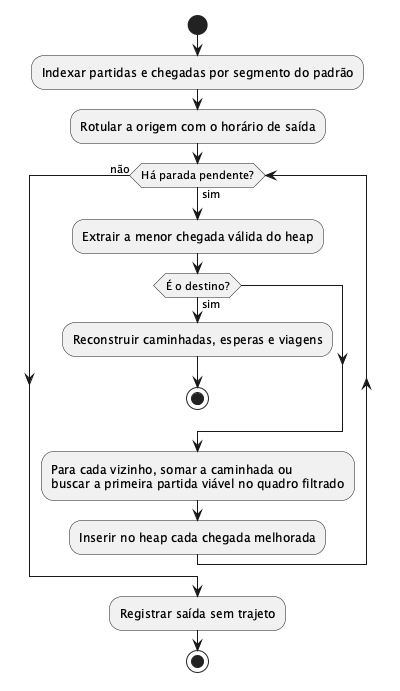 Indexar partidas e chegadas por segmento do padrão
Rotular a origem com o horário de saída
não
Há parada pendente?
sim
Extrair a menor chegada válida do heap
É o destino?
sim
Reconstruir caminhadas, esperas e viagens
Para cada vizinho, somar a caminhada ou
buscar a primeira partida viável no quadro filtrado
Inserir no heap cada chegada melhorada
Registrar saída sem trajeto